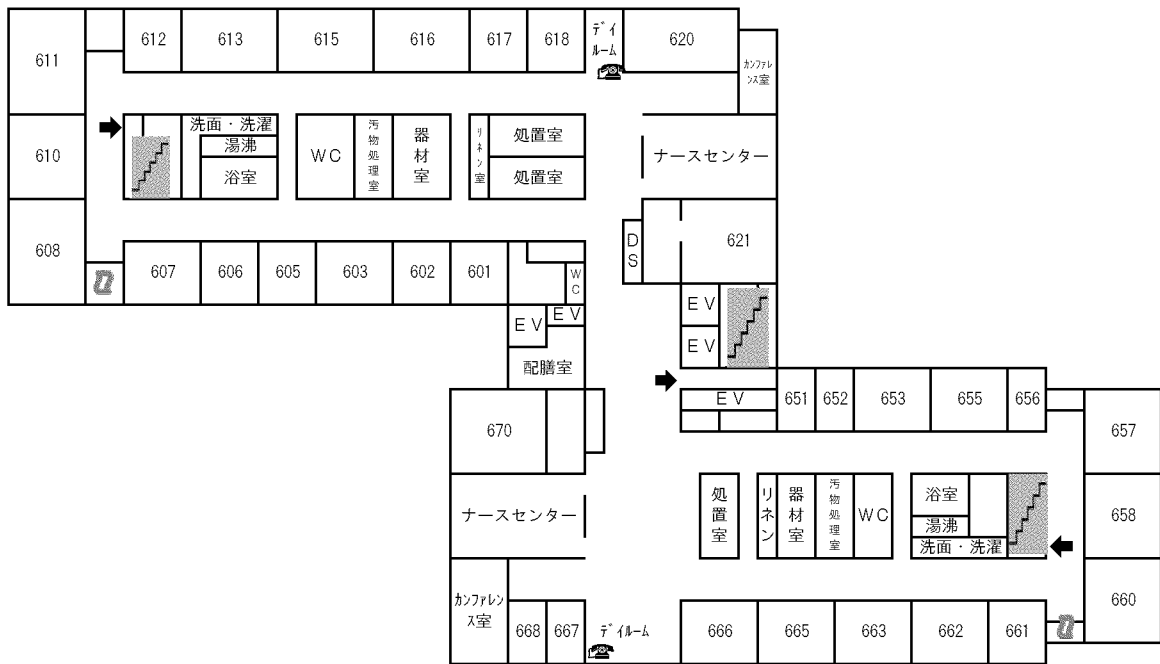 611
612
613
615
616
617
618
デイ
ルーム
620
カンファレ
ンス室
610
洗面・洗濯
湯沸
浴室
WC
汚物処理室
器材室
リネン室
処置室
処置室
ナースセンター
608
607
606
605
603
602
601
WC
DS
621
EV
EV
EV
EV
配膳室
EV
651
652
653
655
656
657
670
ナースセンター
処置室
リネン
器材室
汚物処理室
WC
浴室
湯沸
洗面・洗濯
658
カンファレン
ス室
668
667
デイルーム
666
665
663
662
661
660